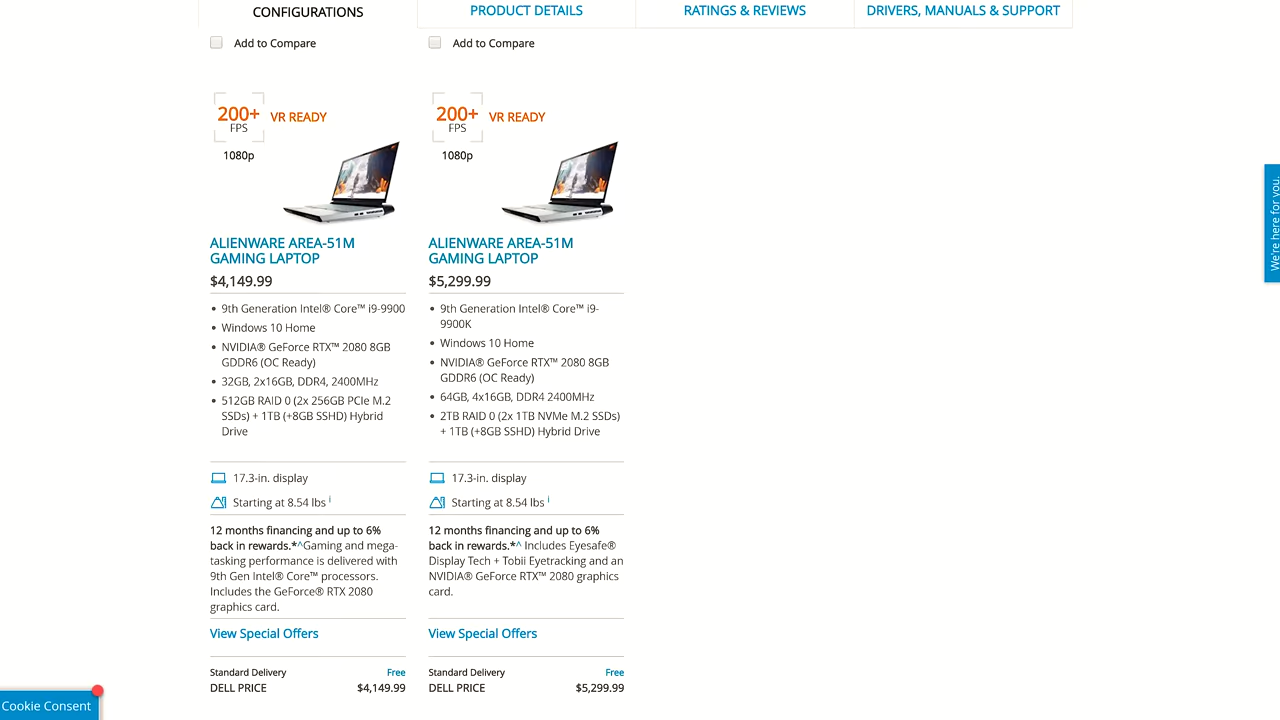 CONFIGURATIONS
PRODUCT DETAILS
RATINGS & REVIEWS
DRIVERS, MANUALS & SUPPORT
Add to Compare
200+
FPS
VR READY
1080p
ALIENWARE AREA-51M
GAMING LAPTOP
$4,149.99
• 9th Generation Intel® Core™ i9-9900
• Windows 10 Home
• NVIDIA® GeForce RTX™ 2080 8GB
GDDR6 (OC Ready)
• 32GB, 2x16GB, DDR4, 2400MHz
• 512GB RAID 0 (2x 256GB PCIe M.2
SSDs) + 1TB (+8GB SSHD) Hybrid
Drive
17.3-in. display
Starting at 8.54 lbs i
12 months financing and up to 6%
back in rewards.*^Gaming and mega-
tasking performance is delivered with
9th Gen Intel® Core™ processors.
Includes the GeForce® RTX 2080
graphics card.
View Special Offers
Standard Delivery Free
DELL PRICE $4,149.99
Add to Compare
200+
FPS
VR READY
1080p
ALIENWARE AREA-51M
GAMING LAPTOP
$5,299.99
• 9th Generation Intel® Core™ i9-
9900K
• Windows 10 Home
• NVIDIA® GeForce RTX™ 2080 8GB
GDDR6 (OC Ready)
• 64GB, 4x16GB, DDR4 2400MHz
• 2TB RAID 0 (2x 1TB NVMe M.2 SSDs)
+ 1TB (+8GB SSHD) Hybrid Drive
17.3-in. display
Starting at 8.54 lbs i
12 months financing and up to 6%
back in rewards.*^ Includes Eyesafe®
Display Tech + Tobii Eyetracking and an
NVIDIA® GeForce RTX™ 2080 graphics
card.
View Special Offers
Standard Delivery Free
DELL PRICE $5,299.99
We're here for you.
Cookie Consent